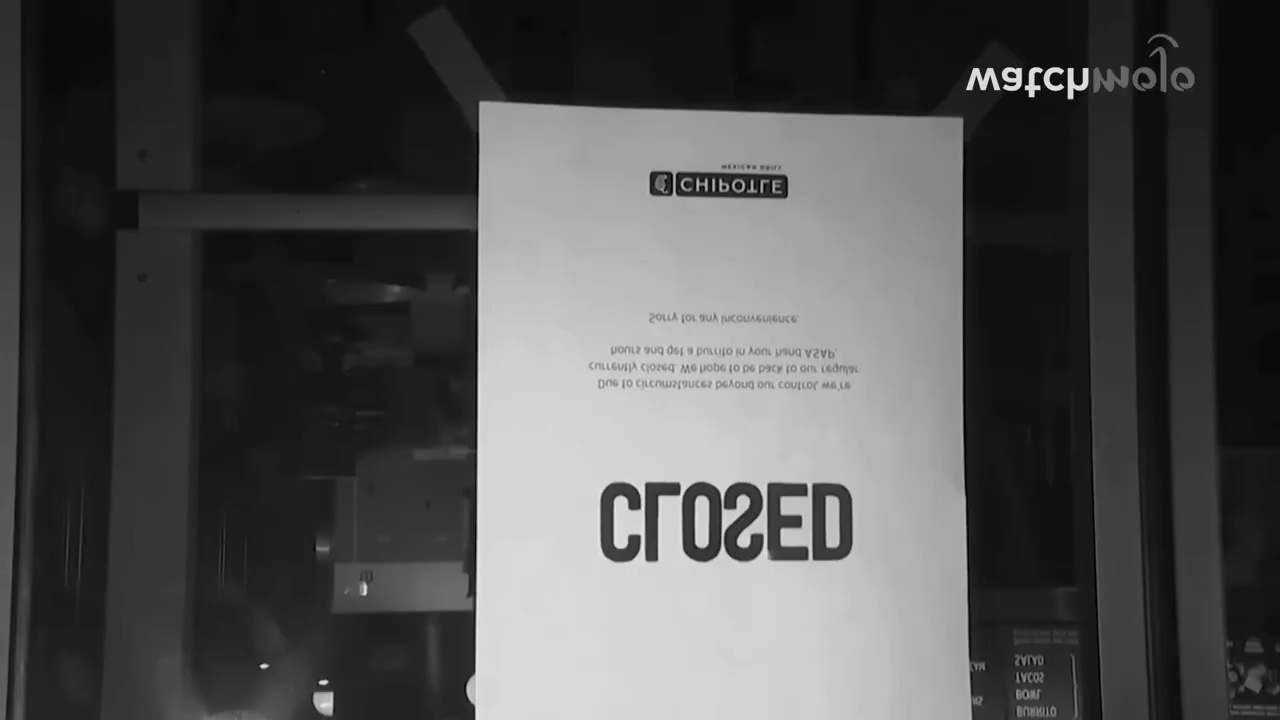 BURRITO
BOWL
TACOS
SALAD
CLOSED
Due to circumstances beyond our control, we're
currently closed. We hope to be back to our regular
hours and get a burrito in your hand ASAP.
Sorry for any inconvenience.
CHIPOTLE
MEXICAN GRILL
watchmojo